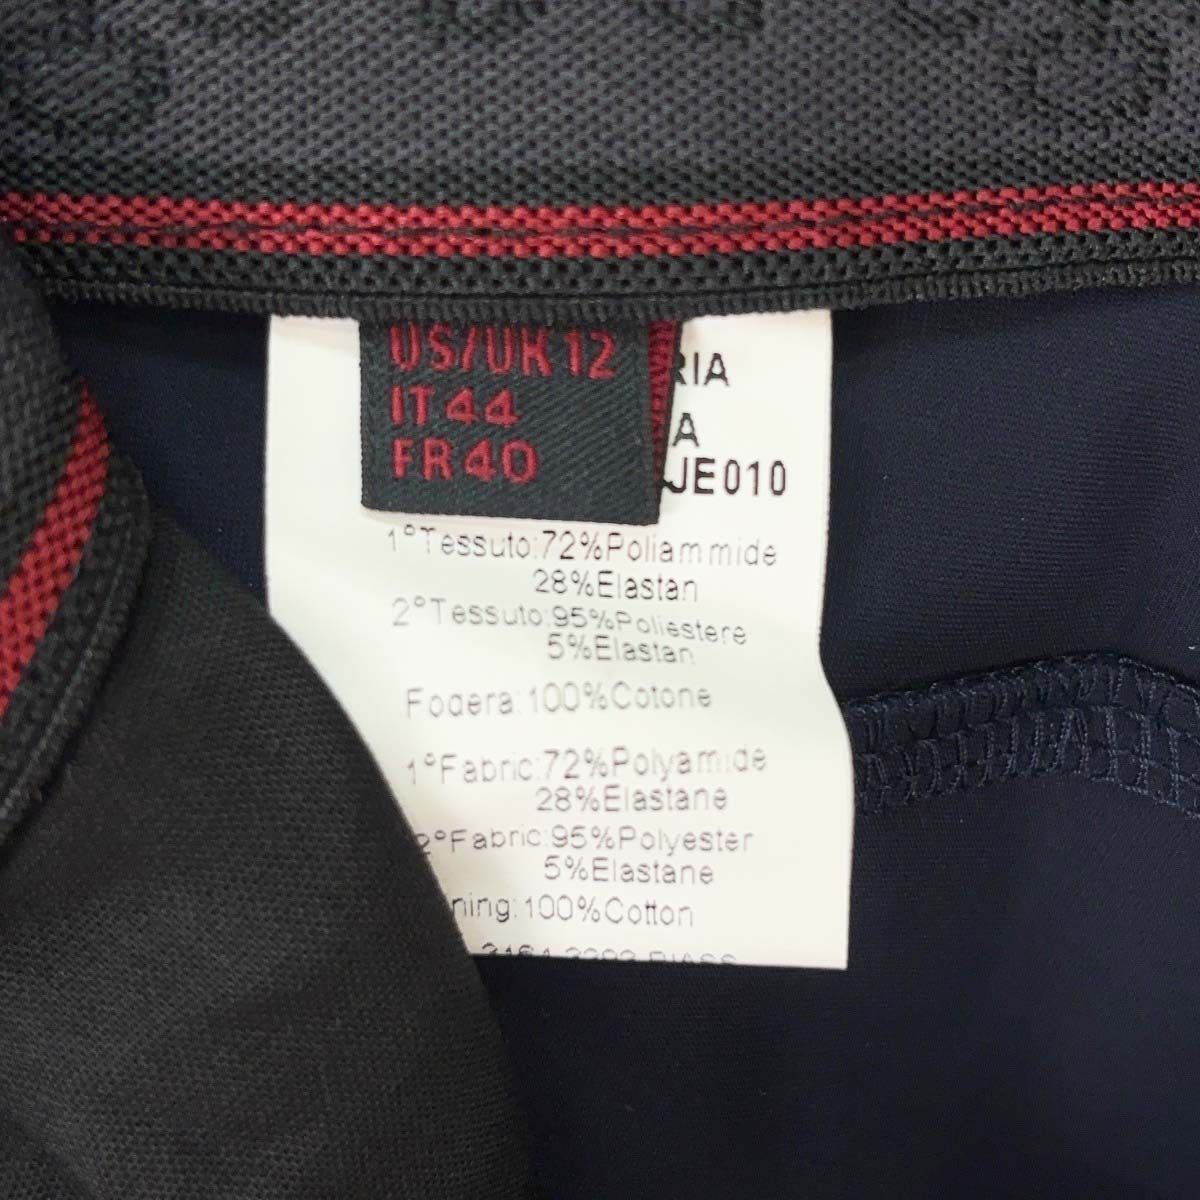 US/UK 12
IT 44
FR 40
RIA
A
JE010
1°Tessuto:72%Poliammide
28%Elastan
2°Tessuto:95%Poliestere
5%Elastan
Fodera:100%Cotone
1°Fabric:72%Polyamide
28%Elastane
2°Fabric:95%Polyester
5%Elastane
ning:100%Cotton